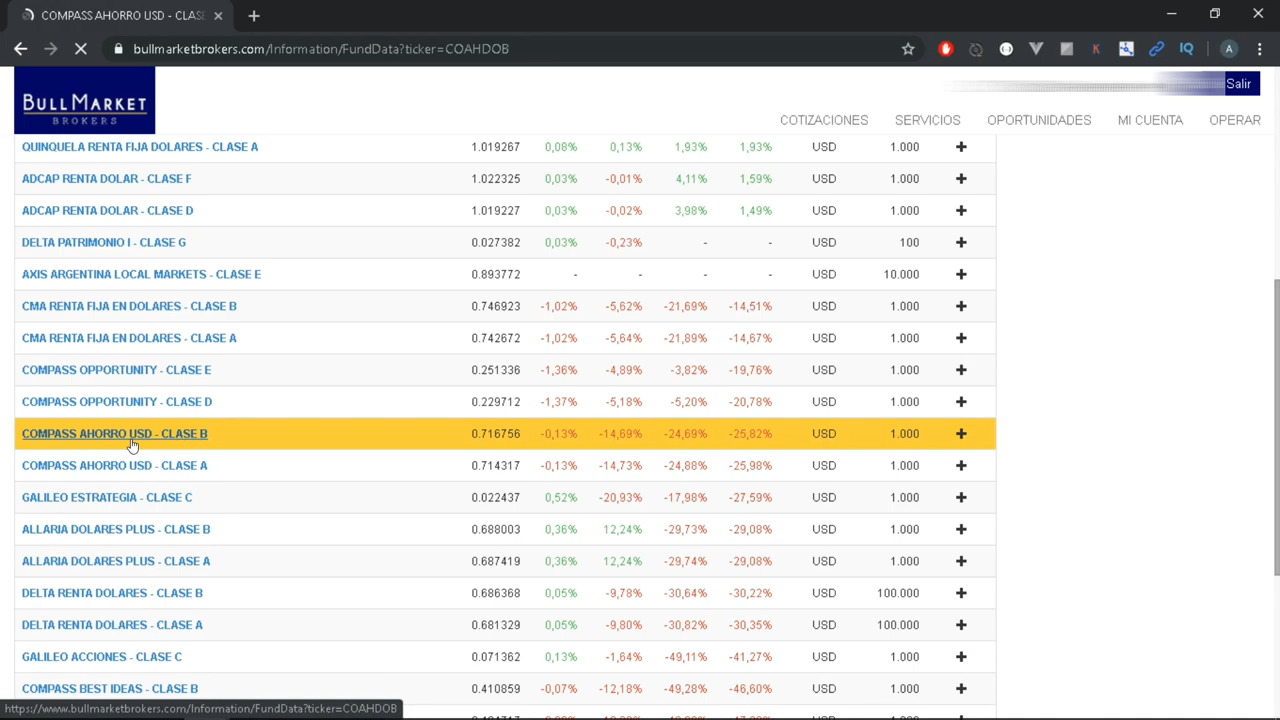 COMPASS AHORRO USD - CLASE
bullmarketbrokers.com/Information/FundData?ticker=COAHDOB
K
IQ
A
BULLMARKET
BROKERS
Salir
COTIZACIONES SERVICIOS OPORTUNIDADES MI CUENTA OPERAR
QUINQUELA RENTA FIJA DOLARES - CLASE A 1.019267 0,08% 0,13% 1,93% 1,93% USD 1.000 +
ADCAP RENTA DOLAR - CLASE F 1.022325 0,03% -0,01% 4,11% 1,59% USD 1.000 +
ADCAP RENTA DOLAR - CLASE D 1.019227 0,03% -0,02% 3,98% 1,49% USD 1.000 +
DELTA PATRIMONIO I - CLASE G 0.027382 0,03% -0,23% - - USD 100 +
AXIS ARGENTINA LOCAL MARKETS - CLASE E 0.893772 - - - - USD 10.000 +
CMA RENTA FIJA EN DOLARES - CLASE B 0.746923 -1,02% -5,62% -21,69% -14,51% USD 1.000 +
CMA RENTA FIJA EN DOLARES - CLASE A 0.742672 -1,02% -5,64% -21,89% -14,67% USD 1.000 +
COMPASS OPPORTUNITY - CLASE E 0.251336 -1,36% -4,89% -3,82% -19,76% USD 1.000 +
COMPASS OPPORTUNITY - CLASE D 0.229712 -1,37% -5,18% -5,20% -20,78% USD 1.000 +
COMPASS AHORRO USD - CLASE B 0.716756 -0,13% -14,69% -24,69% -25,82% USD 1.000 +
COMPASS AHORRO USD - CLASE A 0.714317 -0,13% -14,73% -24,88% -25,98% USD 1.000 +
GALILEO ESTRATEGIA - CLASE C 0.022437 0,52% -20,93% -17,98% -27,59% USD 1.000 +
ALLARIA DOLARES PLUS - CLASE B 0.688003 0,36% 12,24% -29,73% -29,08% USD 1.000 +
ALLARIA DOLARES PLUS - CLASE A 0.687419 0,36% 12,24% -29,74% -29,08% USD 1.000 +
DELTA RENTA DOLARES - CLASE B 0.686368 0,05% -9,78% -30,64% -30,22% USD 100.000 +
DELTA RENTA DOLARES - CLASE A 0.681329 0,05% -9,80% -30,82% -30,35% USD 100.000 +
GALILEO ACCIONES - CLASE C 0.071362 0,13% -1,64% -49,11% -41,27% USD 1.000 +
COMPASS BEST IDEAS - CLASE B 0.410859 -0,07% -12,18% -49,28% -46,60% USD 1.000 +
https://www.bullmarketbrokers.com/Information/FundData?ticker=COAHDOB